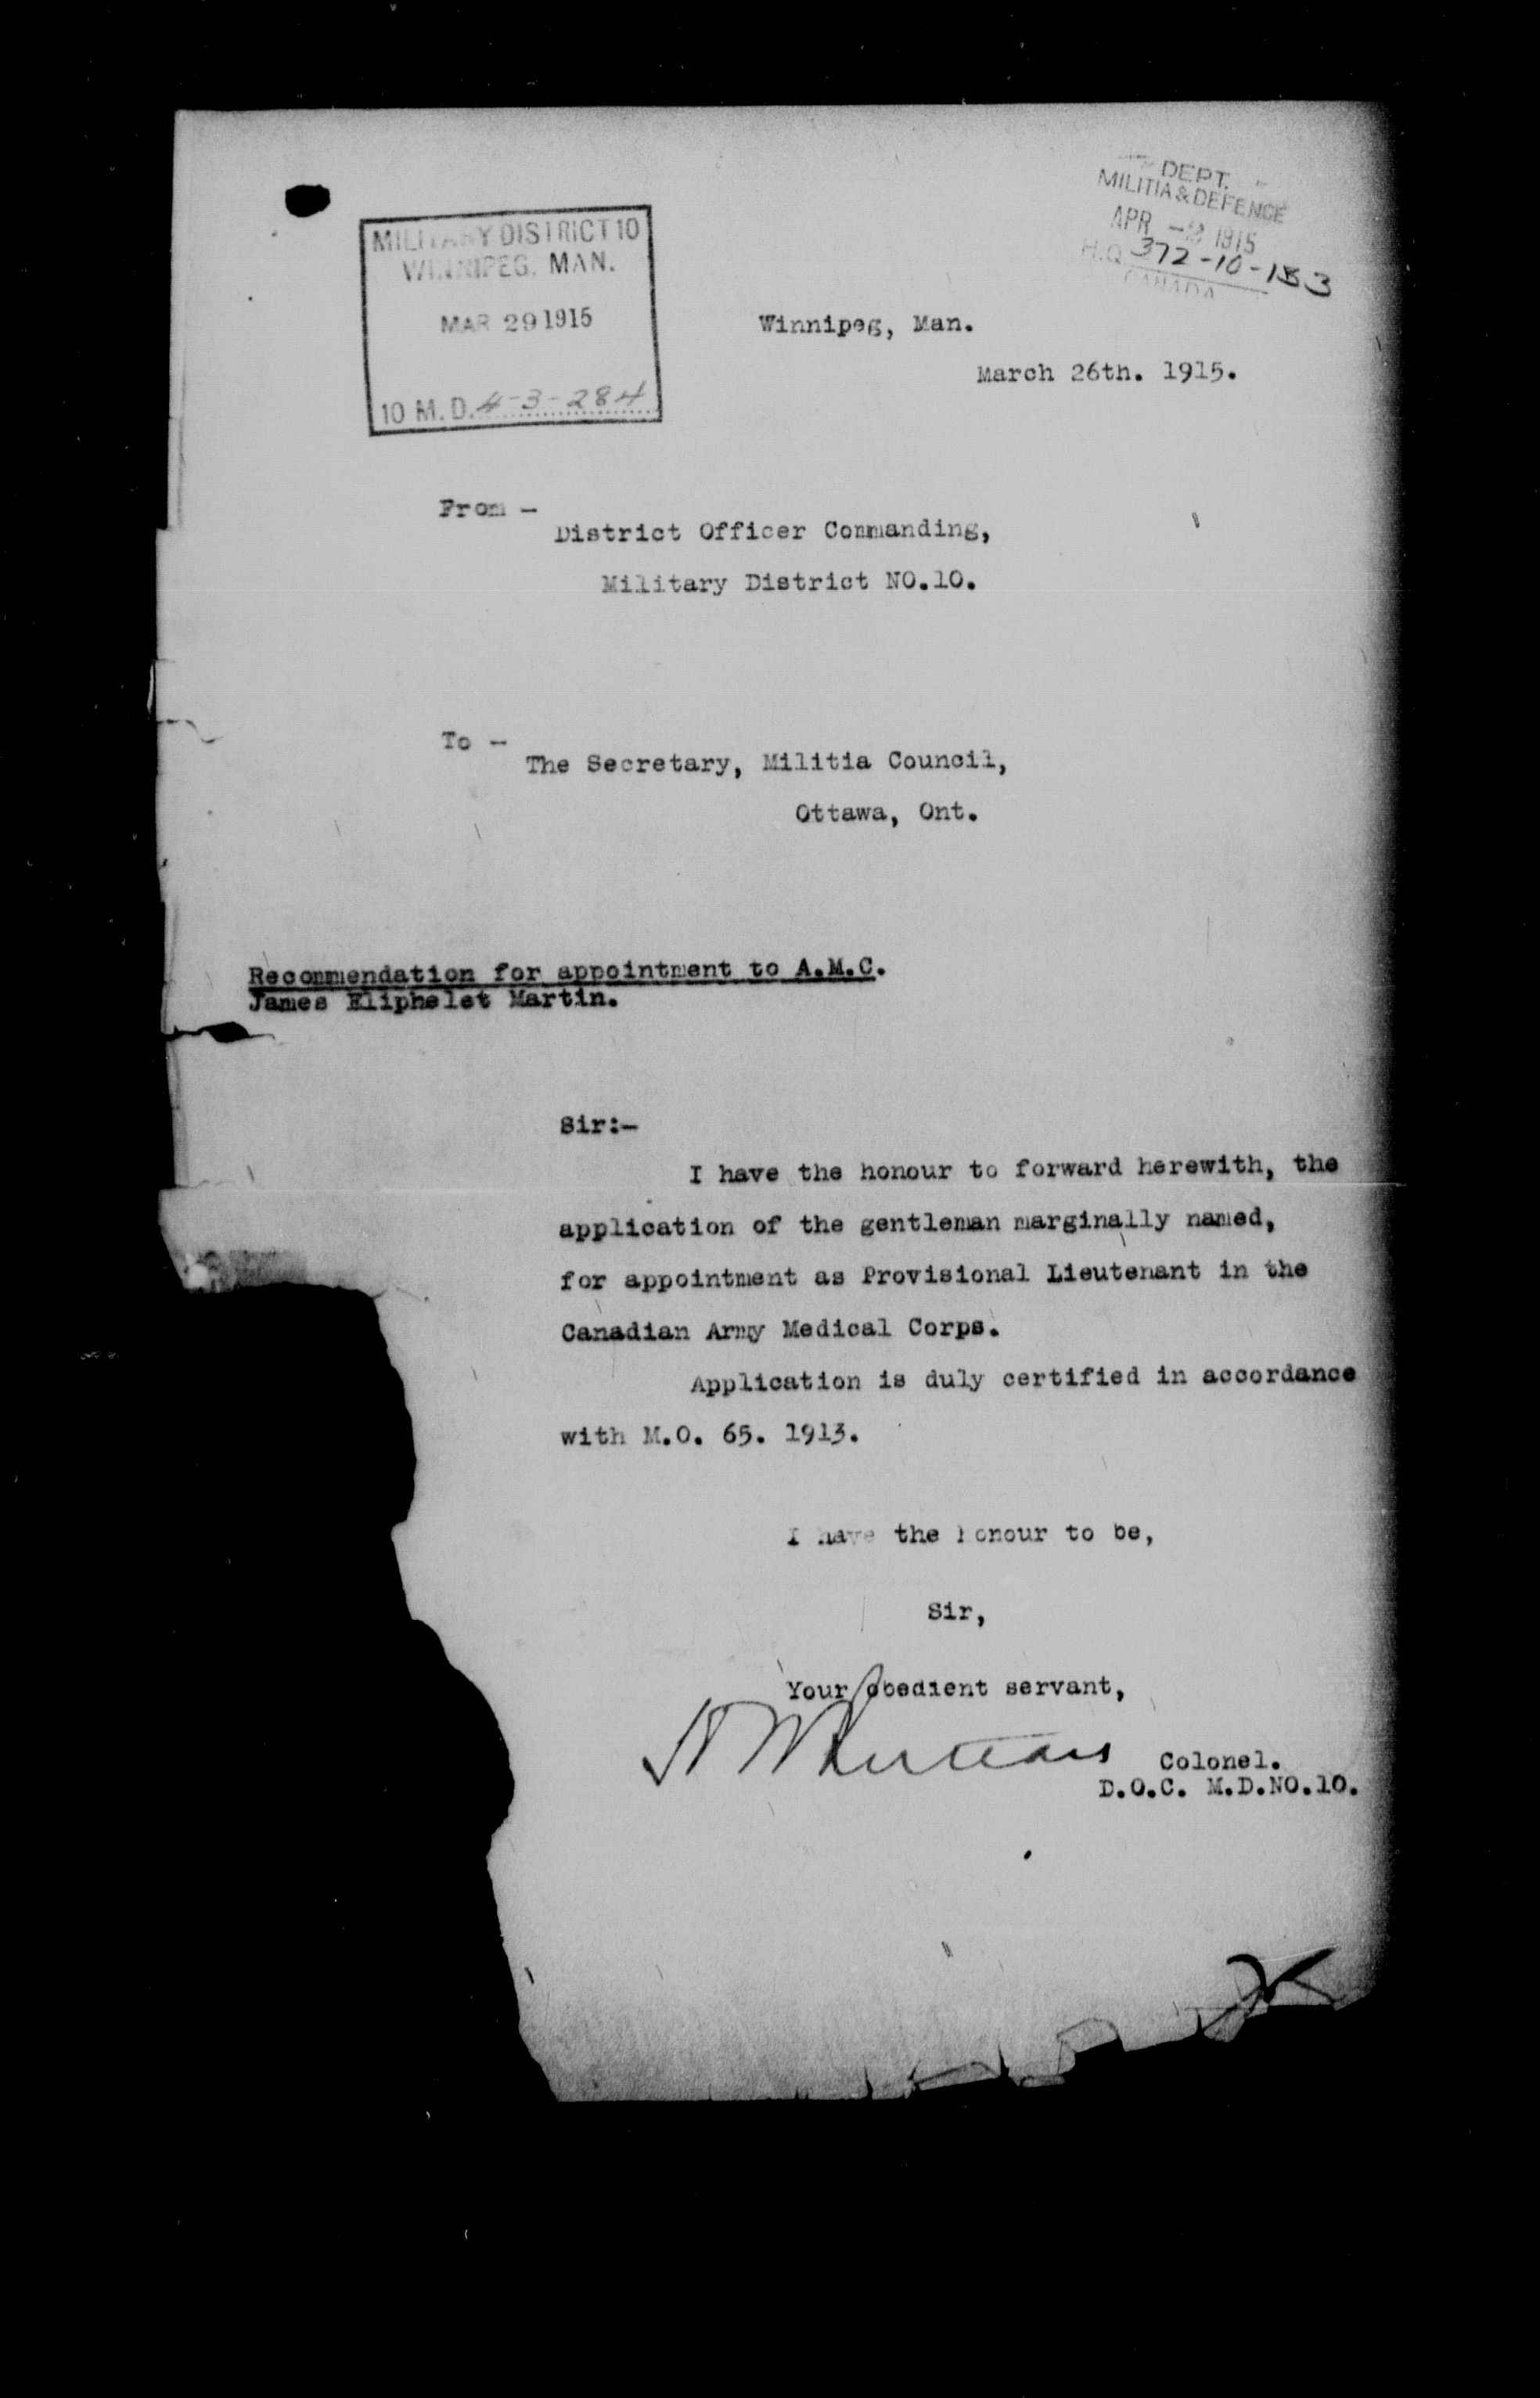 DEPT.
MILITIA & DEFENCE
APR - 1915
H.Q. 372-10-183
CANADA
MILITARY DISTRICT 10
WINNIPEG, MAN.
MAR 29 1915
10 M.D. 4-3-284
Winnipeg, Man.
March 26th. 1915.
From -
District Officer Commanding,
Military District NO.10.
To -
The Secretary, Militia Council,
Ottawa, Ont.
Recommendation for appointment to A.M.C.
James Eliphelet Martin.
Sir:-
I have the honour to forward herewith, the
application of the gentleman marginally named,
for appointment as Provisional Lieutenant in the
Canadian Army Medical Corps.
Application is duly certified in accordance
with M.O. 65. 1913.
I have the honour to be,
Sir,
Your obedient servant,
Colonel.
D.O.C. M.D.NO.10.